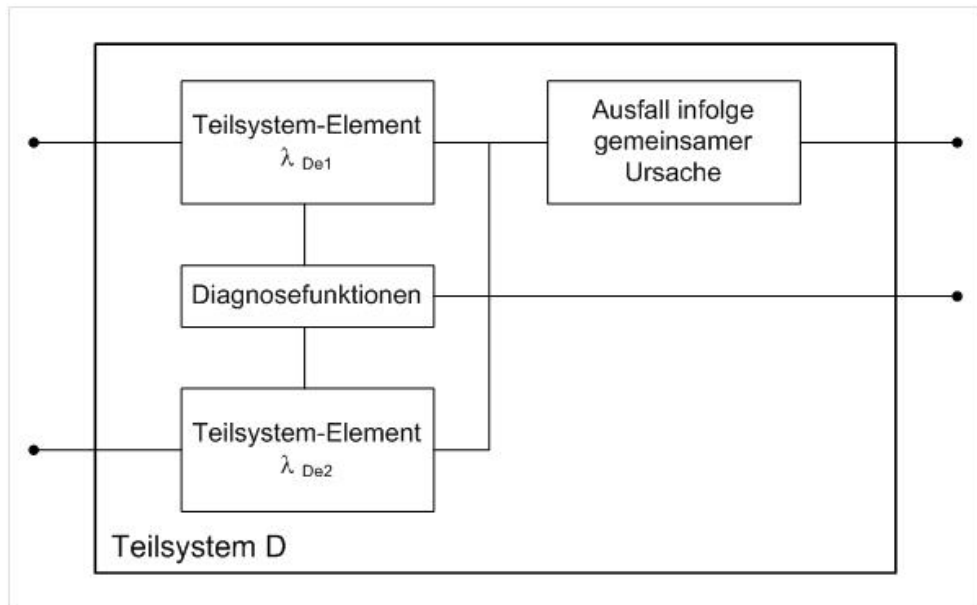 Teilsystem-Element
λ De1
Ausfall infolge
gemeinsamer
Ursache
Diagnosefunktionen
Teilsystem-Element
λ De2
Teilsystem D